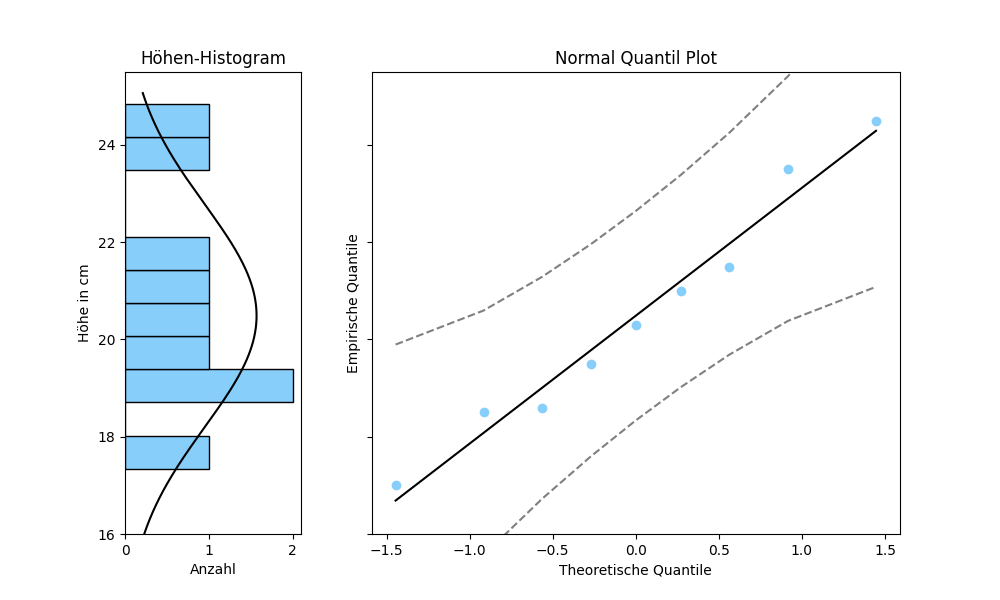 Höhen-Histogram
Normal Quantil Plot
Höhe in cm
24
22
20
18
16
0 1 2
Anzahl
Empirische Quantile
−1.5 −1.0 −0.5 0.0 0.5 1.0 1.5
Theoretische Quantile